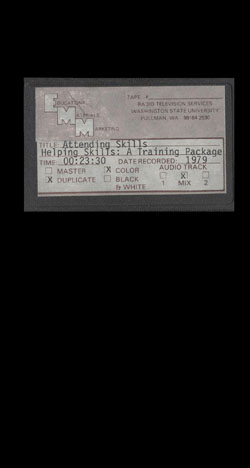 EDUCATIONAL
MATERIALS
MARKETING
TAPE #
RADIO TELEVISION SERVICES
WASHINGTON STATE UNIVERSITY
PULLMAN, WA 99164-2530
TITLE: Attending Skills
Helping Skills: A Training Package
TIME 00:23:30 DATE RECORDED: 1979
MASTER X COLOR AUDIO TRACK
X DUPLICATE BLACK & WHITE
X
1 MIX 2